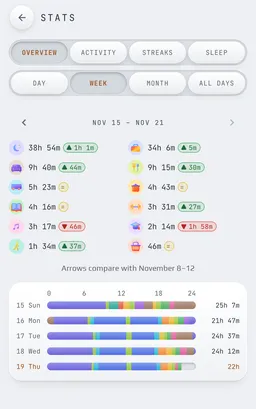 STATS
OVERVIEW ACTIVITY STREAKS SLEEP
DAY WEEK MONTH ALL DAYS
NOV 15 – NOV 21
38h 54m ▲ 1h 1m 34h 6m ▲ 5m
9h 40m ▲ 44m 9h 15m ▲ 30m
5h 23m = 4h 43m =
4h 16m = 3h 31m ▲ 27m
3h 17m ▼ 46m 2h 14m ▼ 1h 58m
1h 34m ▲ 37m 46m =
Arrows compare with November 8–12
0 6 12 18 24
15 Sun 25h 7m
16 Mon 21h 47m
17 Tue 24h 37m
18 Wed 24h 12m
19 Thu 22h